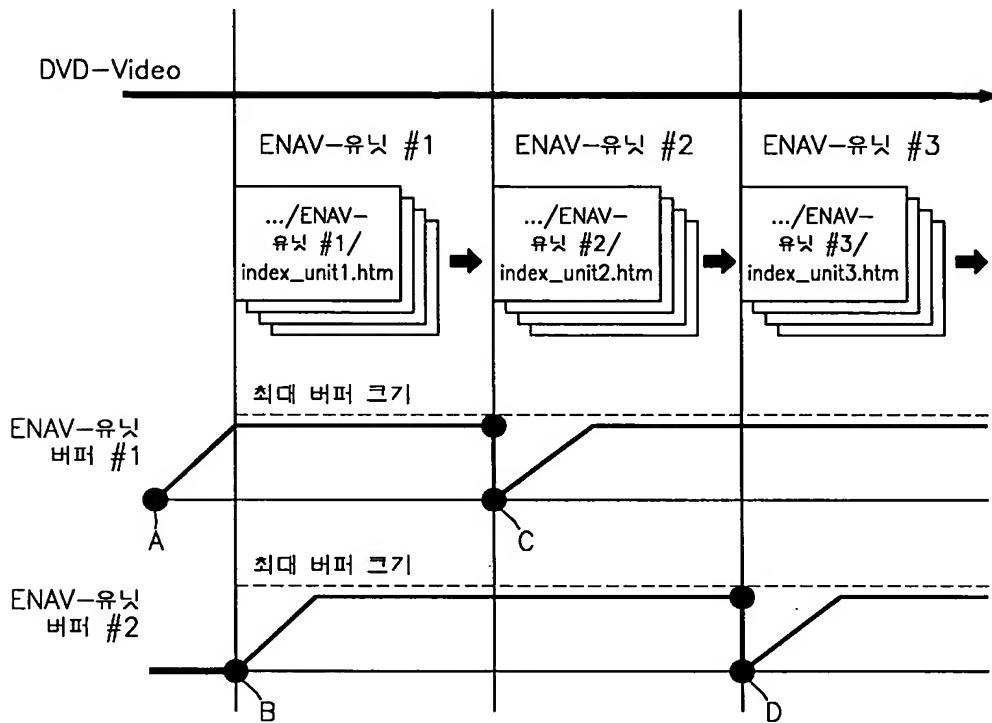 DVD-Video
ENAV-유닛 #1
ENAV-유닛 #2
ENAV-유닛 #3
.../ENAV-
유닛 #1/
index_unit1.htm
.../ENAV-
유닛 #2/
index_unit2.htm
.../ENAV-
유닛 #3/
index_unit3.htm
최대 버퍼 크기
ENAV-유닛
버퍼 #1
A
C
최대 버퍼 크기
ENAV-유닛
버퍼 #2
B
D